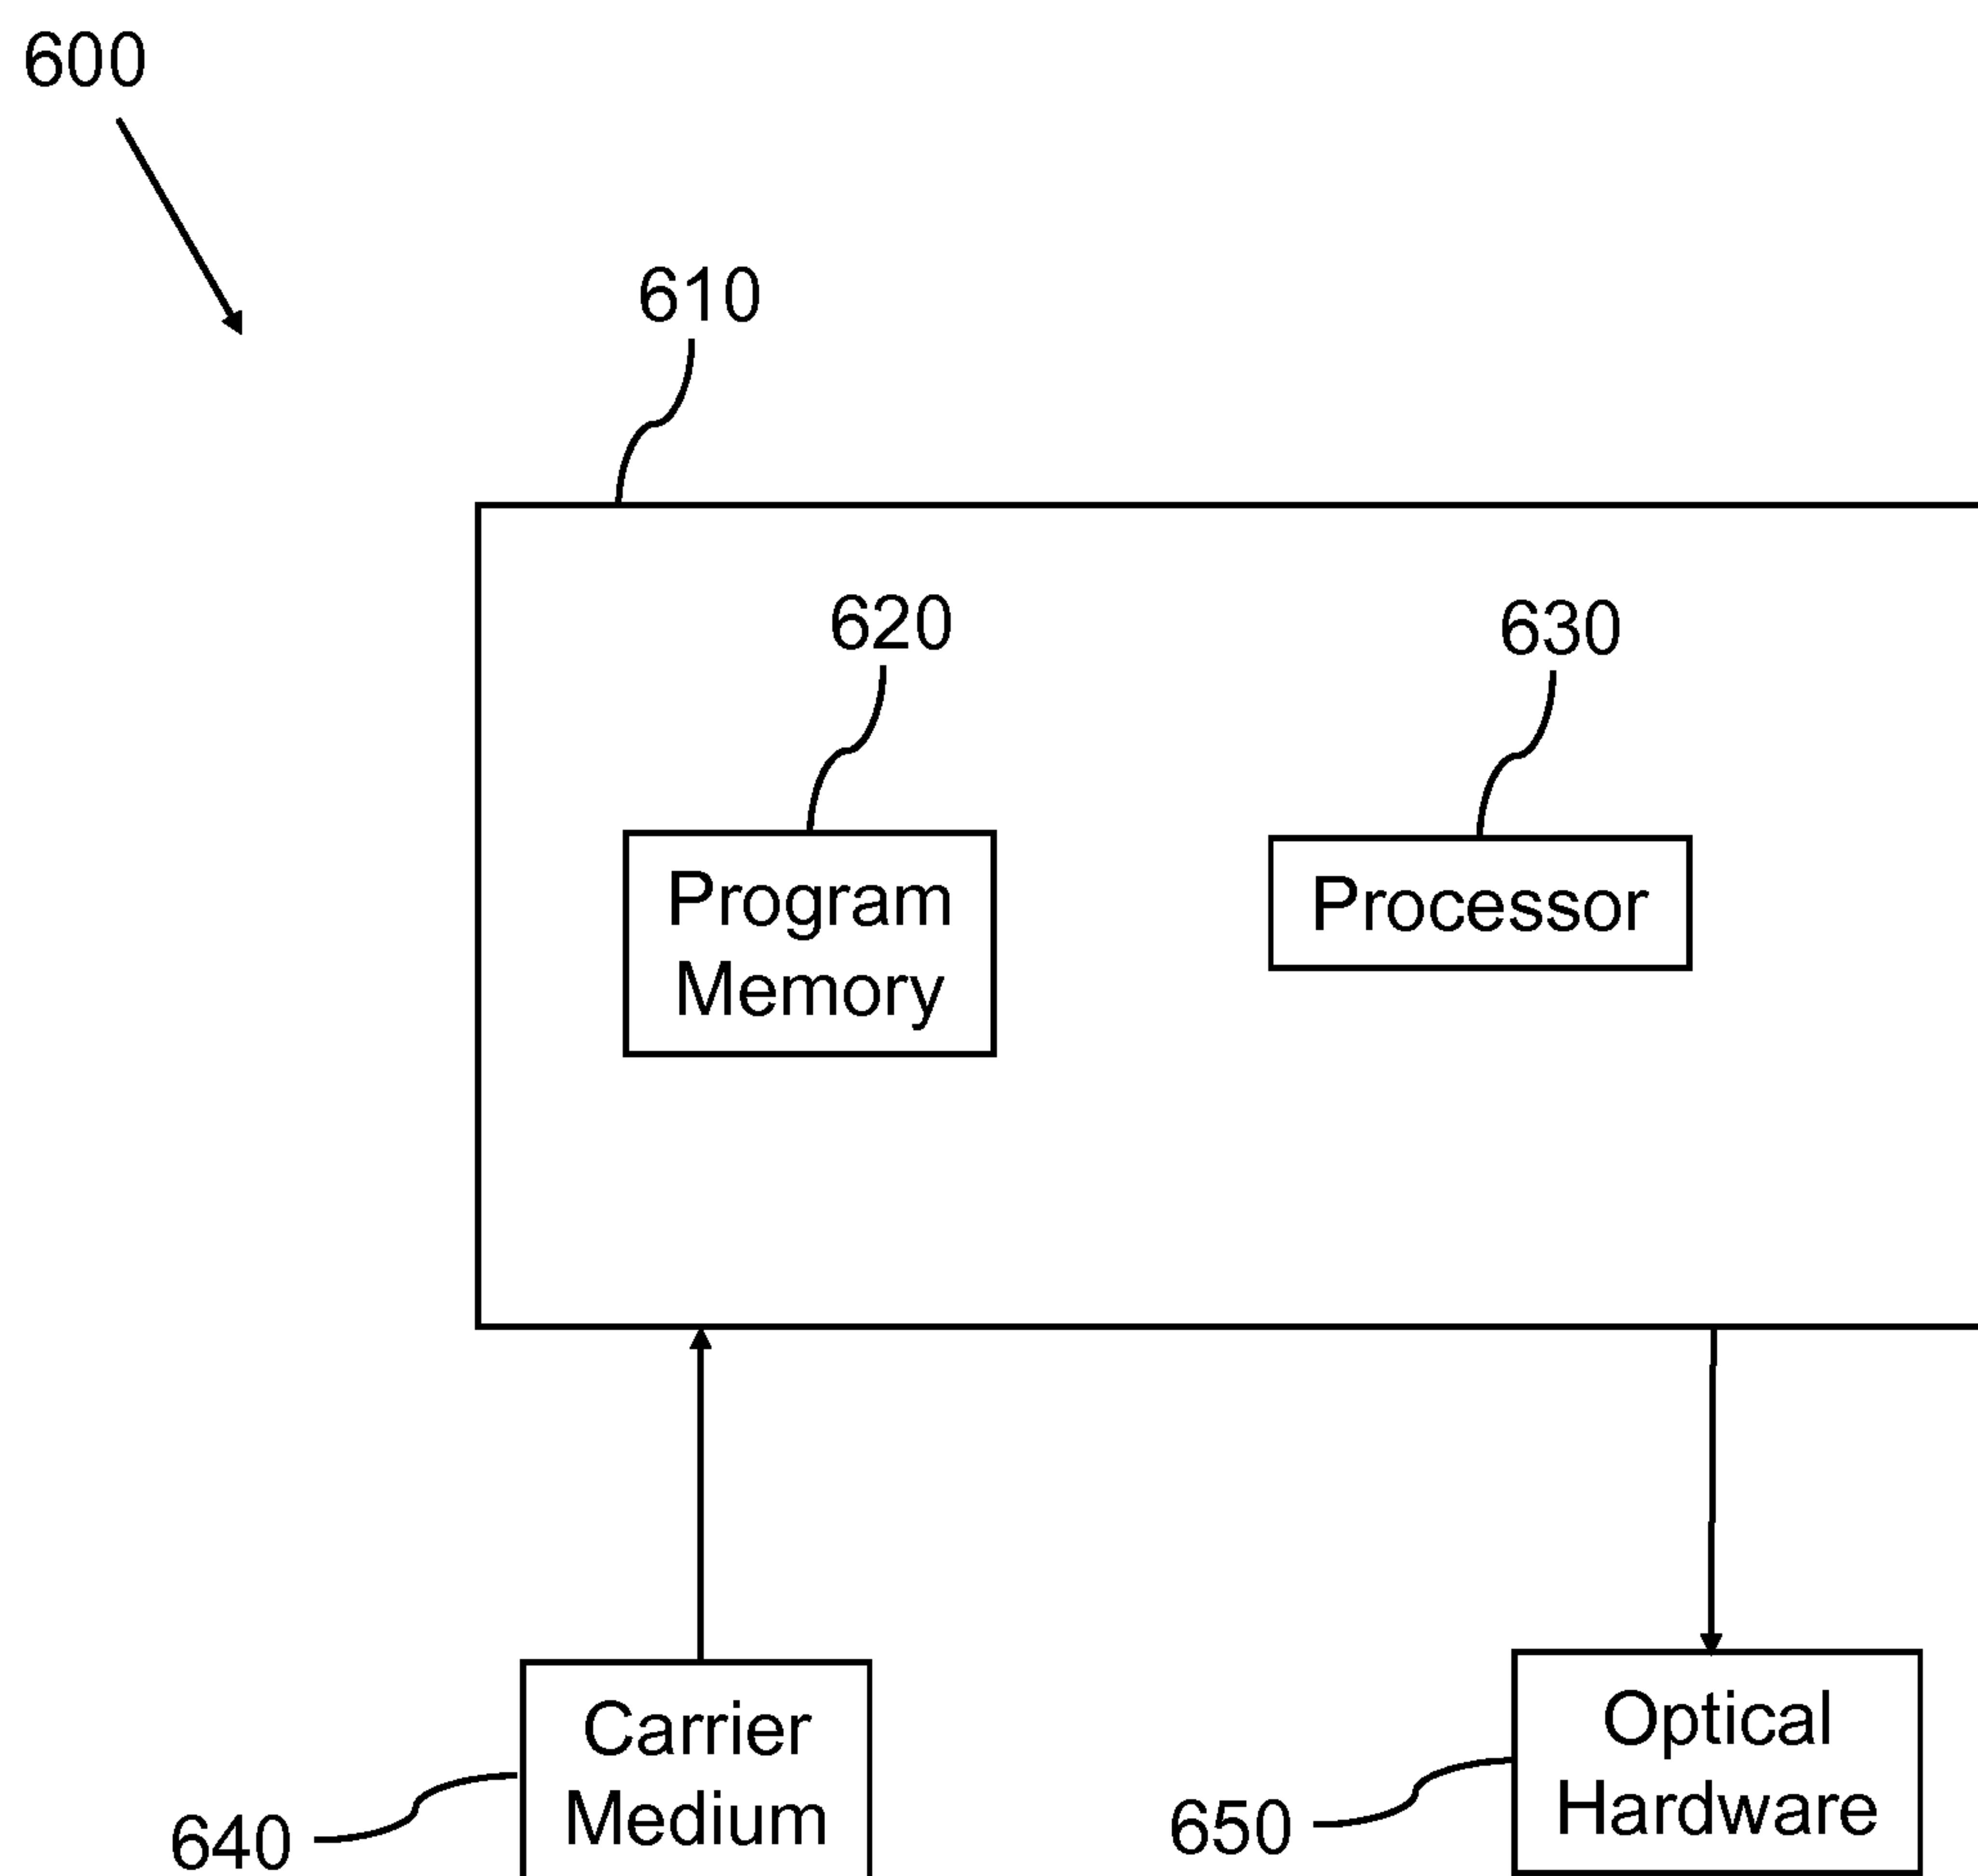 600
610
620
630
Program
Memory
Processor
Carrier
Medium
640
Optical
Hardware
650